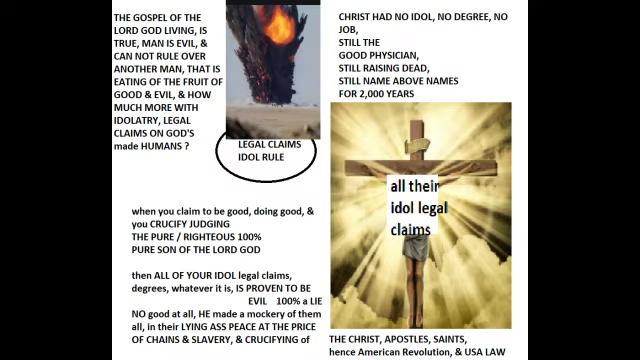 THE GOSPEL OF THE
LORD GOD LIVING, IS
TRUE, MAN IS EVIL, &
CAN NOT RULE OVER
ANOTHER MAN, THAT IS
EATING OF THE FRUIT OF
GOOD & EVIL, & HOW
MUCH MORE WITH
IDOLATRY, LEGAL
CLAIMS ON GOD'S
made HUMANS ?
LEGAL CLAIMS
IDOL RULE
CHRIST HAD NO IDOL, NO DEGREE, NO
JOB,
STILL THE
GOOD PHYSICIAN,
STILL RAISING DEAD,
STILL NAME ABOVE NAMES
FOR 2,000 YEARS
all their
idol legal
claims
when you claim to be good, doing good, &
you CRUCIFY JUDGING
THE PURE / RIGHTEOUS 100%
PURE SON OF THE LORD GOD
then ALL OF YOUR IDOL legal claims,
degrees, whatever it is, IS PROVEN TO BE
EVIL 100% a LIE
NO good at all, HE made a MOCKERY of them
all, in their LYING ASS PEACE AT THE PRICE
OF CHAINS & SLAVERY, & CRUCIFYING of
THE CHRIST, APOSTLES, SAINTS,
hence American Revolution, & USA LAW